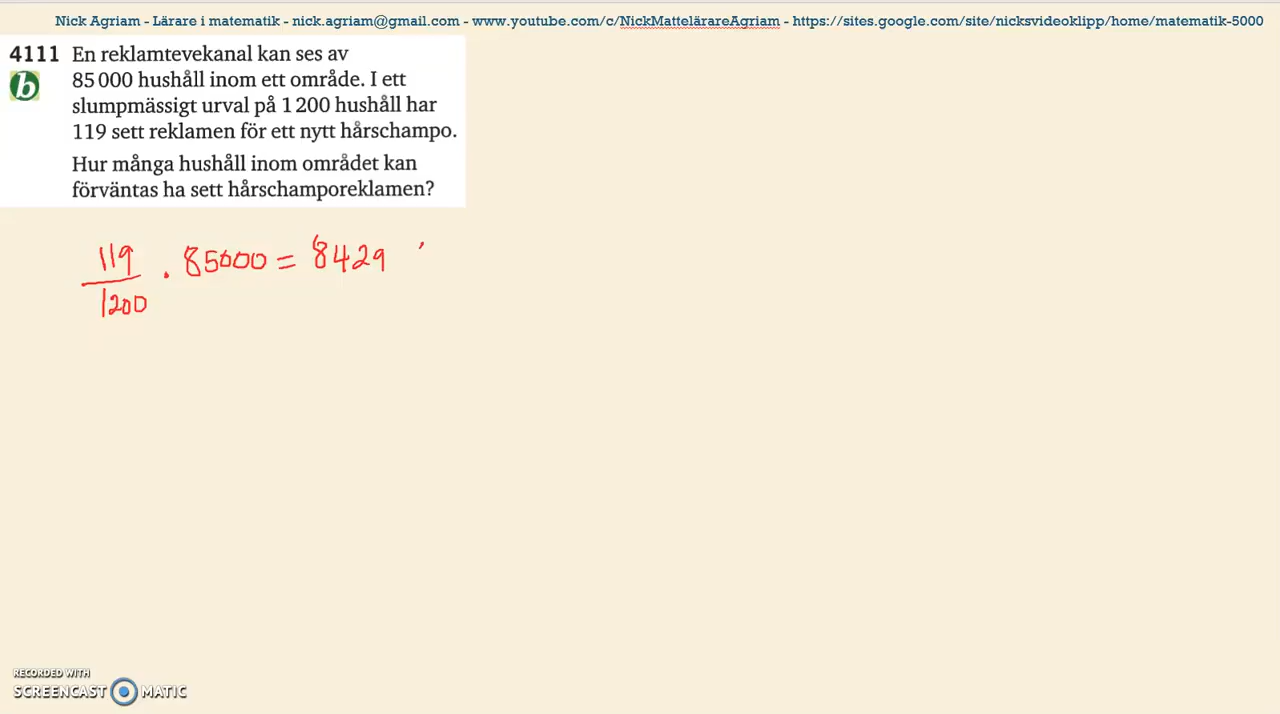 Nick Agriam - Lärare i matematik - nick.agriam@gmail.com - www.youtube.com/c/NickMattelärareAgriam - https://sites.google.com/site/nicksvideoklipp/home/matematik-5000
4111 En reklamtevekanal kan ses av
b 85 000 hushåll inom ett område. I ett
slumpmässigt urval på 1 200 hushåll har
119 sett reklamen för ett nytt hårschampo.
Hur många hushåll inom området kan
förväntas ha sett hårschamporeklamen?
119/1200 · 85000 = 8429
RECORDED WITH
SCREENCAST MATIC